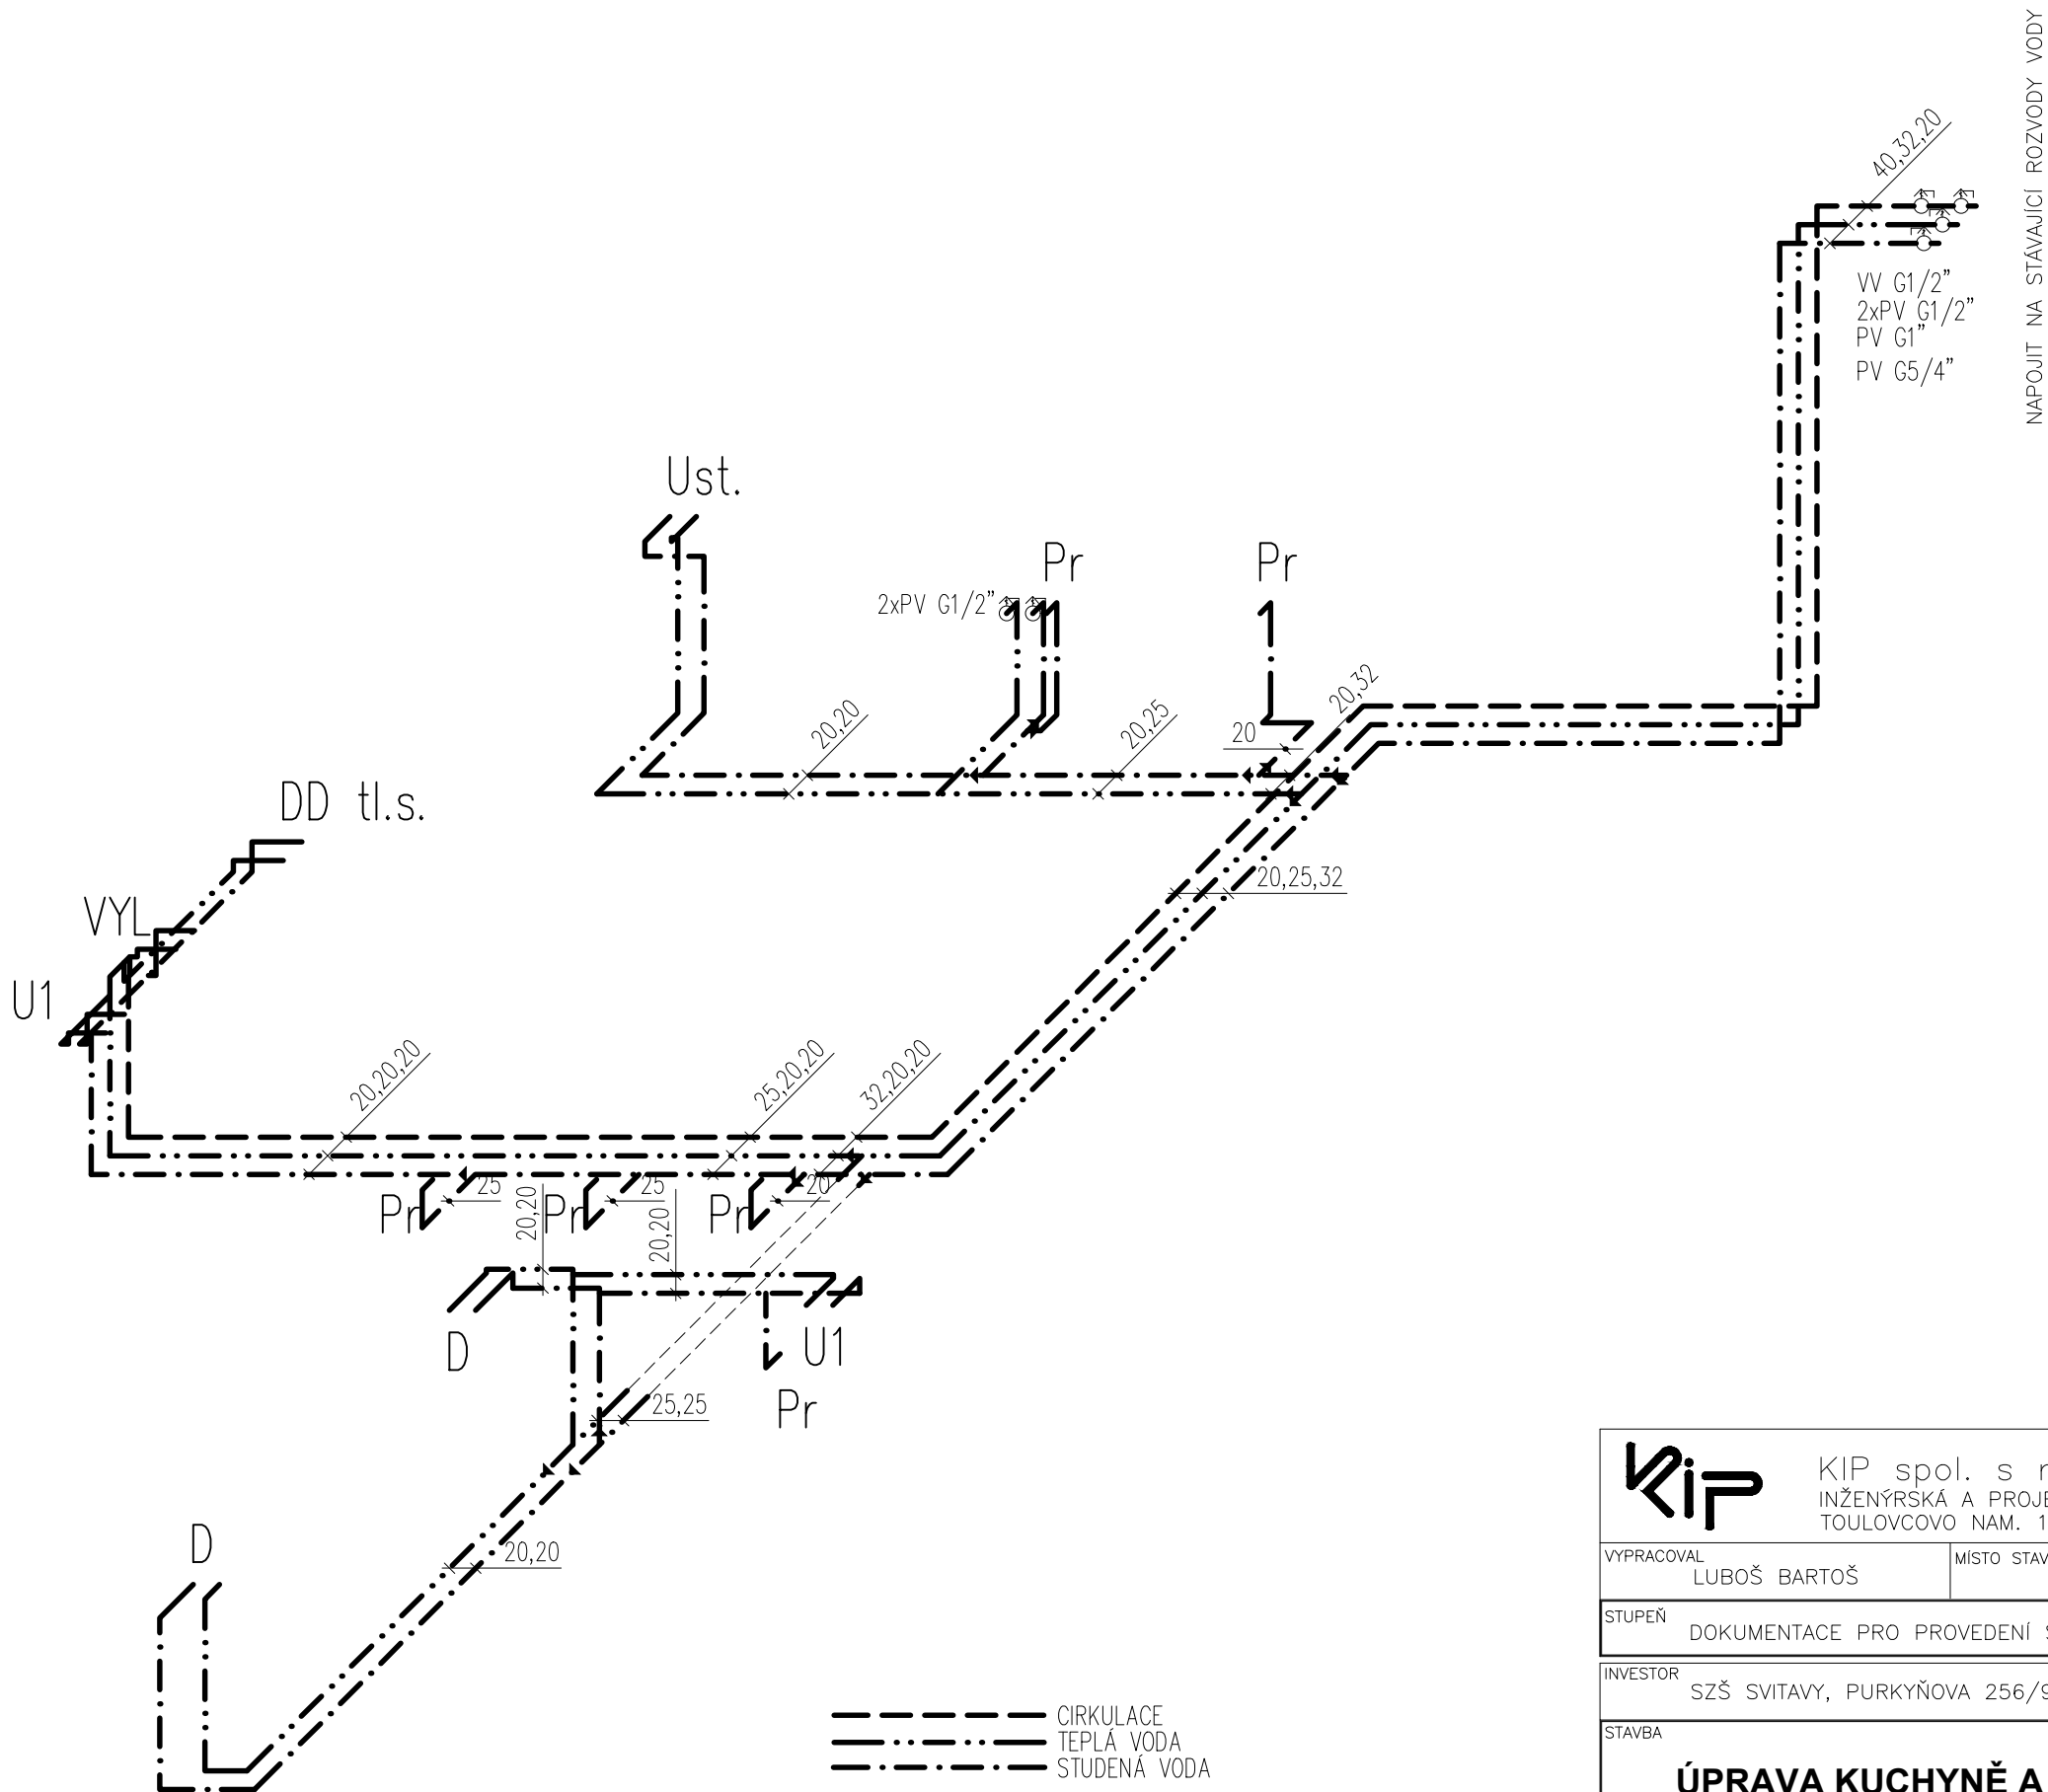 NAPOJIT NA STÁVAJÍCÍ ROZVODY VODY
40,32,20
VV G1/2”
2xPV G1/2”
PV G1”
PV G5/4”
Ust.
Pr
Pr
2xPV G1/2”
20,32
20,20
20,25
20
DD tl.s.
20,25,32
VYL
U1
20,20,20
25,20,20
32,20,20
25
25
20
Pr
Pr
Pr
20,20
20,20
D
U1
Pr
25,25
D
20,20
CIRKULACE
TEPLÁ VODA
STUDENÁ VODA
KiP
KIP spol. s r
INŽENÝRSKÁ A PROJE
TOULOVCOVO NAM. 1
VYPRACOVAL
LUBOŠ BARTOŠ
MÍSTO STAV
STUPEŇ
DOKUMENTACE PRO PROVEDENÍ S
INVESTOR
SZŠ SVITAVY, PURKYŇOVA 256/9
STAVBA
ÚPRAVA KUCHYNĚ A